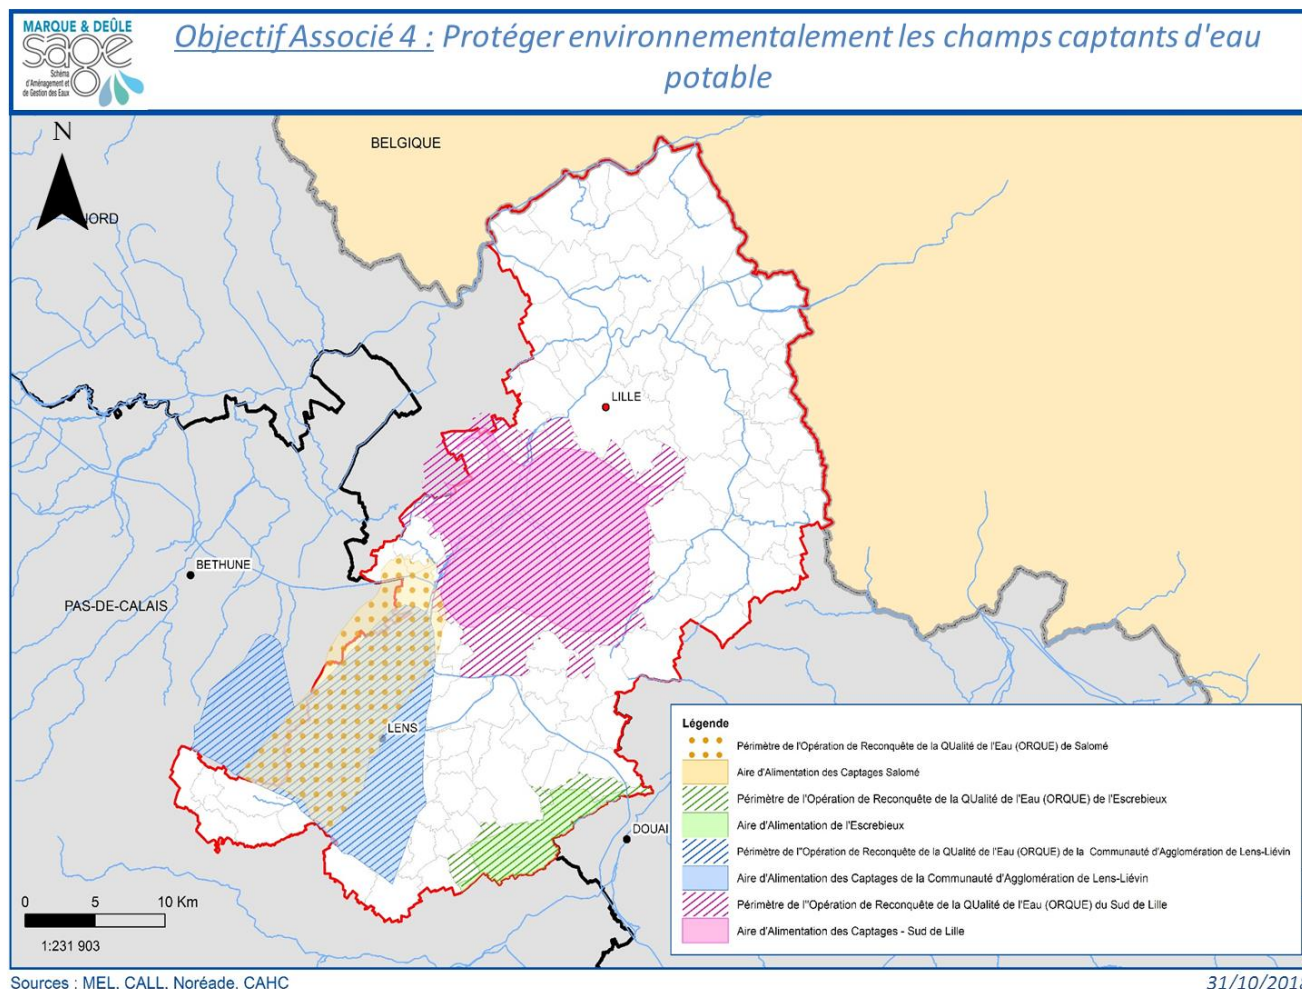 MARQUE & DEÛLE
sage
Schéma
d'Aménagement et
de Gestion des Eaux
Objectif Associé 4 : Protéger environnementalement les champs captants d'eau
potable
N
BELGIQUE
NORD
LILLE
BETHUNE
PAS-DE-CALAIS
LENS
DOUAI
Légende
Périmètre de l'Opération de Reconquête de la QUalité de l'Eau (ORQUE) de Salomé
Aire d'Alimentation des Captages Salomé
Périmètre de l'Opération de Reconquête de la QUalité de l'Eau (ORQUE) de l'Escrebieux
Aire d'Alimentation de l'Escrebieux
Périmètre de l'"Opération de Reconquête de la QUalité de l'Eau (ORQUE) de la Communauté d'Agglomération de Lens-Liévin
Aire d'Alimentation des Captages de la Communauté d'Agglomération de Lens-Liévin
Périmètre de l'"Opération de Reconquête de la QUalité de l'Eau (ORQUE) du Sud de Lille
Aire d'Alimentation des Captages - Sud de Lille
0 5 10 Km
1:231 903
Sources : MEL, CALL, Noréade, CAHC
31/10/2018